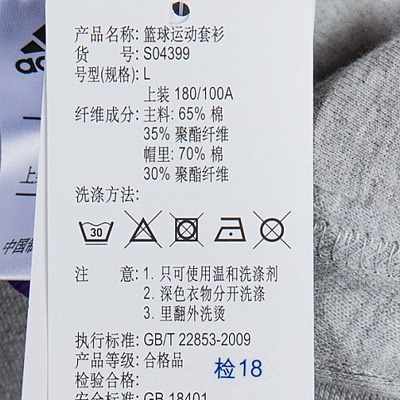 产品名称: 篮球运动套衫
货 号: S04399
号型(规格): L
上装 180/100A
纤维成分: 主料: 65% 棉
35% 聚酯纤维
帽里: 70% 棉
30% 聚酯纤维
洗涤方法:
30
注 意: 1. 只可使用温和洗涤剂
2. 深色衣物分开洗涤
3. 里翻外洗烫
执行标准: GB/T 22853-2009
产品等级: 合格品
检验合格: 检18
安全标准: GB 18401
中国制
上